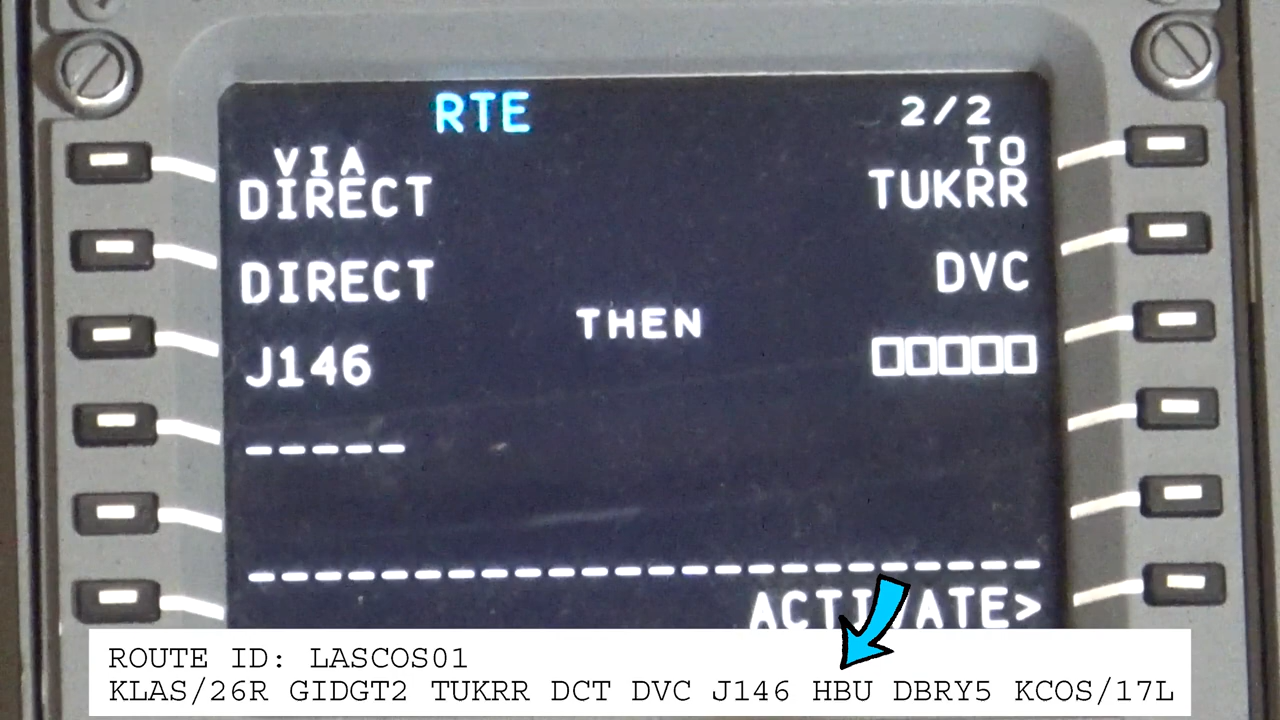 RTE 2/2
VIA TO
DIRECT TUKRR
DIRECT DVC
THEN
J146 □□□□□
-----
------------------------
ACTIVATE>
ROUTE ID: LASCOS01
KLAS/26R GIDGT2 TUKRR DCT DVC J146 HBU DBRY5 KCOS/17L